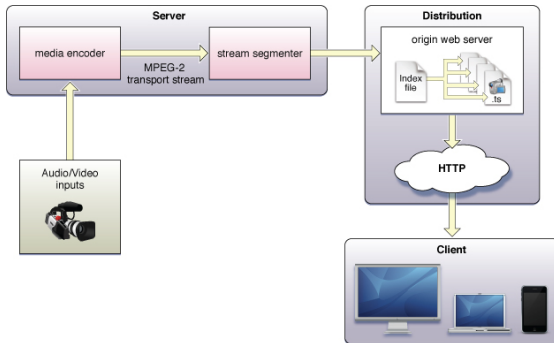 Server
media encoder
MPEG-2
transport stream
stream segmenter
Audio/Video
inputs
Distribution
origin web server
Index
file
.ts
HTTP
Client